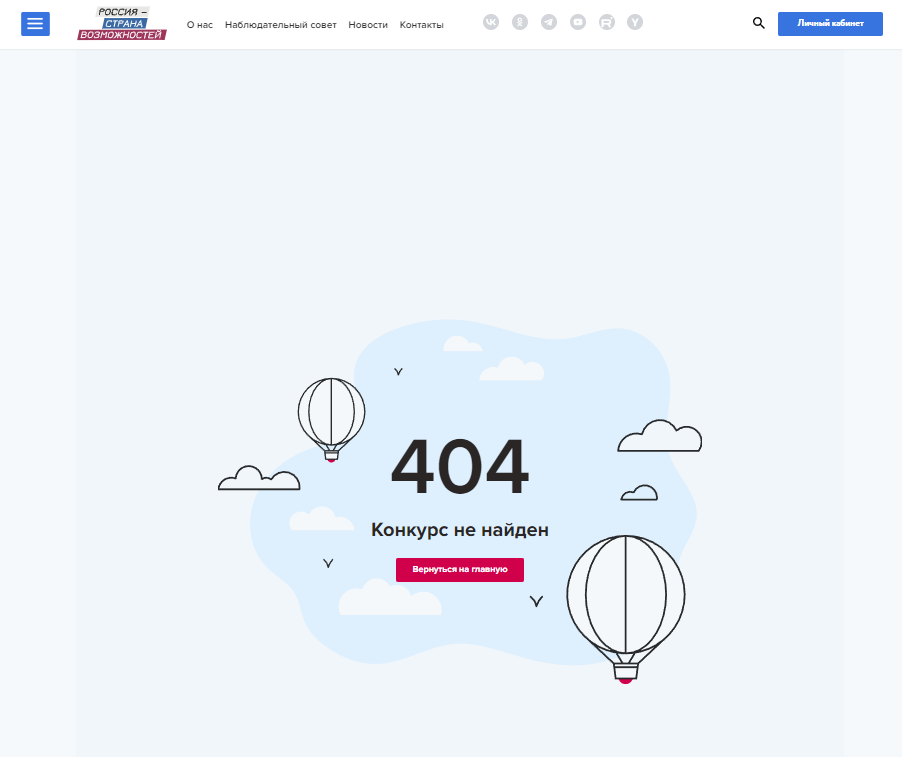 РОССИЯ –
СТРАНА
ВОЗМОЖНОСТЕЙ
О нас Наблюдательный совет Новости Контакты
Личный кабинет
404
Конкурс не найден
Вернуться на главную